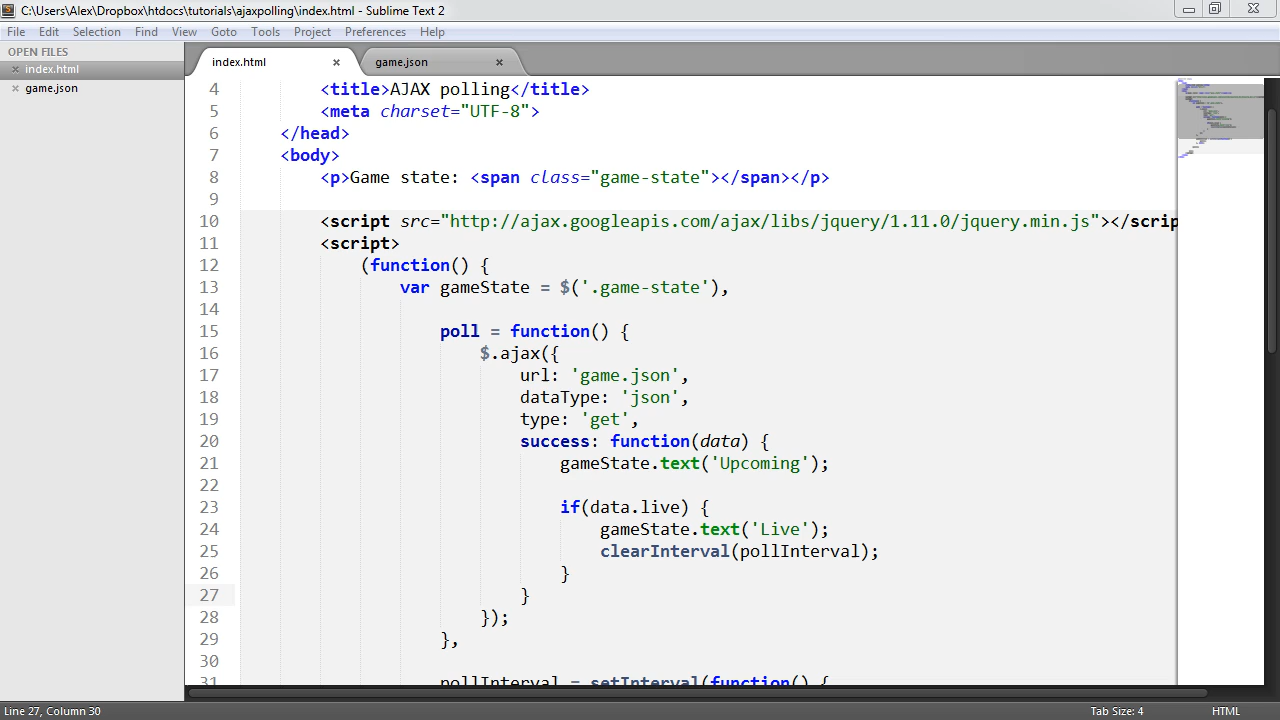 C:\Users\Alex\Dropbox\htdocs\tutorials\ajaxpolling\index.html - Sublime Text 2
File Edit Selection Find View Goto Tools Project Preferences Help
OPEN FILES
index.html
game.json
index.html
game.json
4 <title>AJAX polling</title>
5 <meta charset="UTF-8">
6 </head>
7 <body>
8 <p>Game state: <span class="game-state"></span></p>
9
10 <script src="http://ajax.googleapis.com/ajax/libs/jquery/1.11.0/jquery.min.js"></scrip
11 <script>
12 (function() {
13 var gameState = $('.game-state'),
14
15 poll = function() {
16 $.ajax({
17 url: 'game.json',
18 dataType: 'json',
19 type: 'get',
20 success: function(data) {
21 gameState.text('Upcoming');
22
23 if(data.live) {
24 gameState.text('Live');
25 clearInterval(pollInterval);
26 }
27 }
28 });
29 },
30
31 pollInterval = setInterval(function() {
Line 27, Column 30
Tab Size: 4
HTML